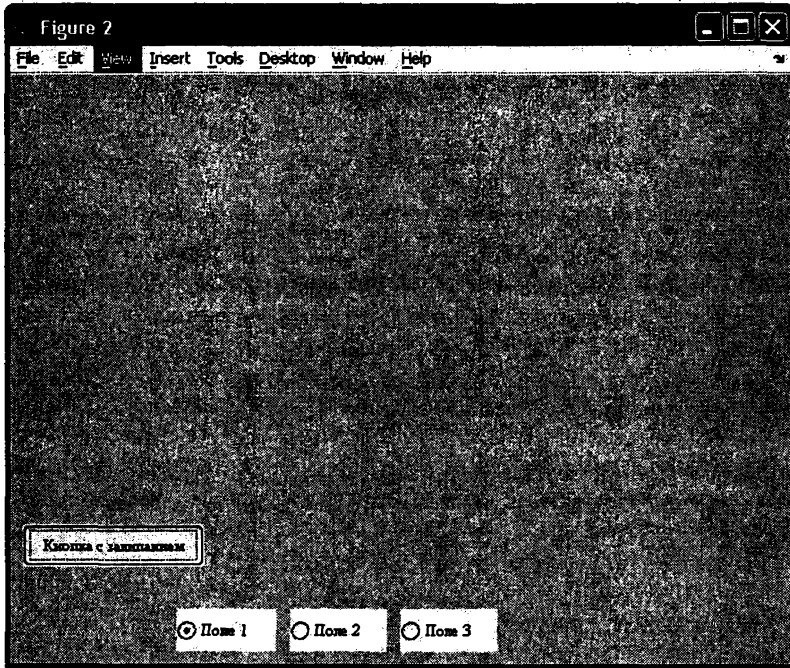 Figure 2
File Edit View Insert Tools Desktop Window Help
Кнопка с залипанием
Поле 1 Поле 2 Поле 3